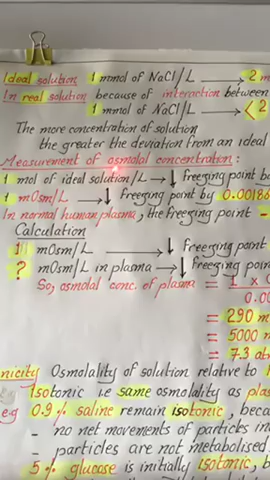 Ideal solution 1 mmol of NaCl/L → 2 m
In real solution because of interaction between
1 mmol of NaCl/L → < 2
The more concentration of solution
the greater the deviation from an ideal
Measurement of osmolal concentration:
1 mol of ideal solution/L → ↓ freezing point b
1 mOsm/L → ↓ freezing point by 0.00186
In normal human plasma, the freezing point -
Calculation
1 mOsm/L → ↓ freezing point
? mOsm/L in plasma → ↓ freezing poin
So, osmolal conc. of plasma =
0.00
= 290 m
= 5000 m
= 7.3 ab
nicity Osmolality of solution relative to
Isotonic i.e same osmolality as plas
e.g 0.9 % saline remain isotonic, beca
- no net movements of particles in
- particles are not metabolised.
5 % glucose is initially isotonic, b